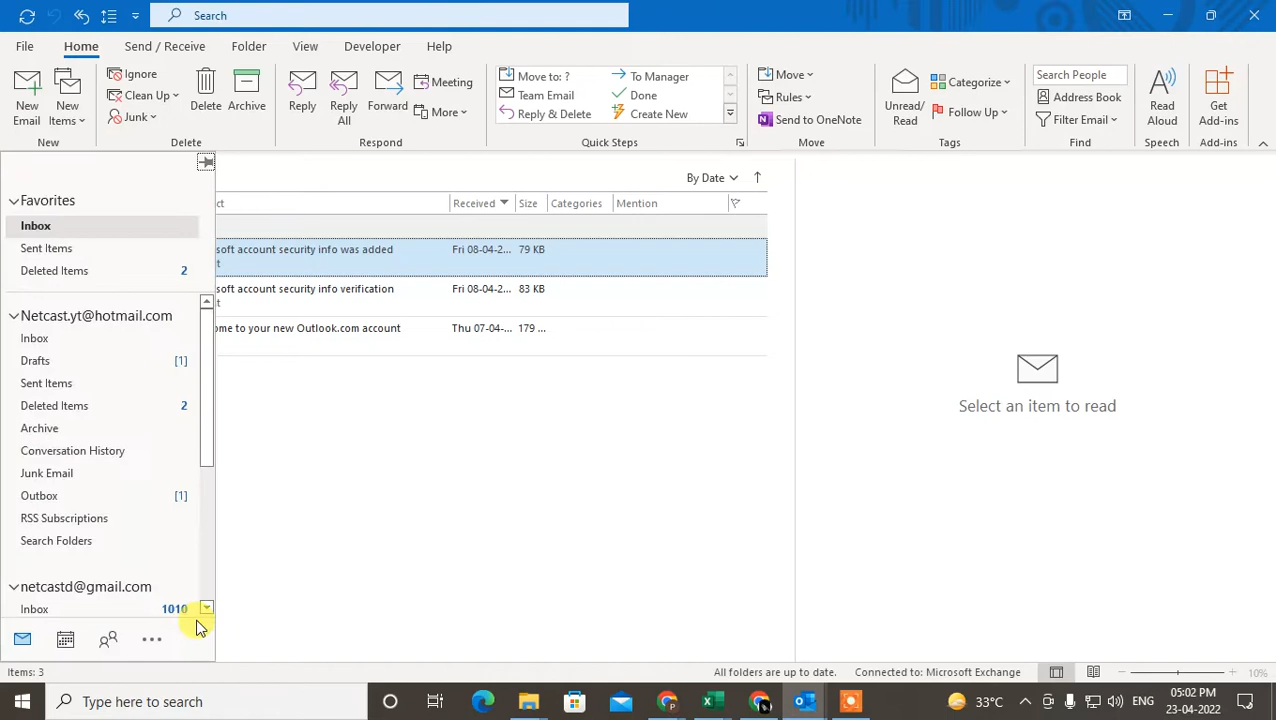 Search
File Home Send / Receive Folder View Developer Help
New Email
New Items
Ignore
Clean Up
Junk
Delete
Archive
Reply
Reply All
Forward
Meeting
More
Move to: ?
Team Email
Reply & Delete
To Manager
Done
Create New
Move
Rules
Send to OneNote
Unread/ Read
Categorize
Follow Up
Search People
Address Book
Filter Email
Read Aloud
Get Add-ins
New Delete Respond Quick Steps Move Tags Find Speech Add-ins
Favorites
Inbox
Sent Items
Deleted Items 2
Netcast.yt@hotmail.com
Inbox
Drafts [1]
Sent Items
Deleted Items 2
Archive
Conversation History
Junk Email
Outbox [1]
RSS Subscriptions
Search Folders
netcastd@gmail.com
Inbox 1010
By Date
ct Received Size Categories Mention
soft account security info was added Fri 08-04-2... 79 KB
t
soft account security info verification Fri 08-04-2... 83 KB
ct
ome to your new Outlook.com account Thu 07-04-... 179 ...
Select an item to read
Items: 3 All folders are up to date. Connected to: Microsoft Exchange 10%
Type here to search 33°C ENG 05:02 PM
23-04-2022